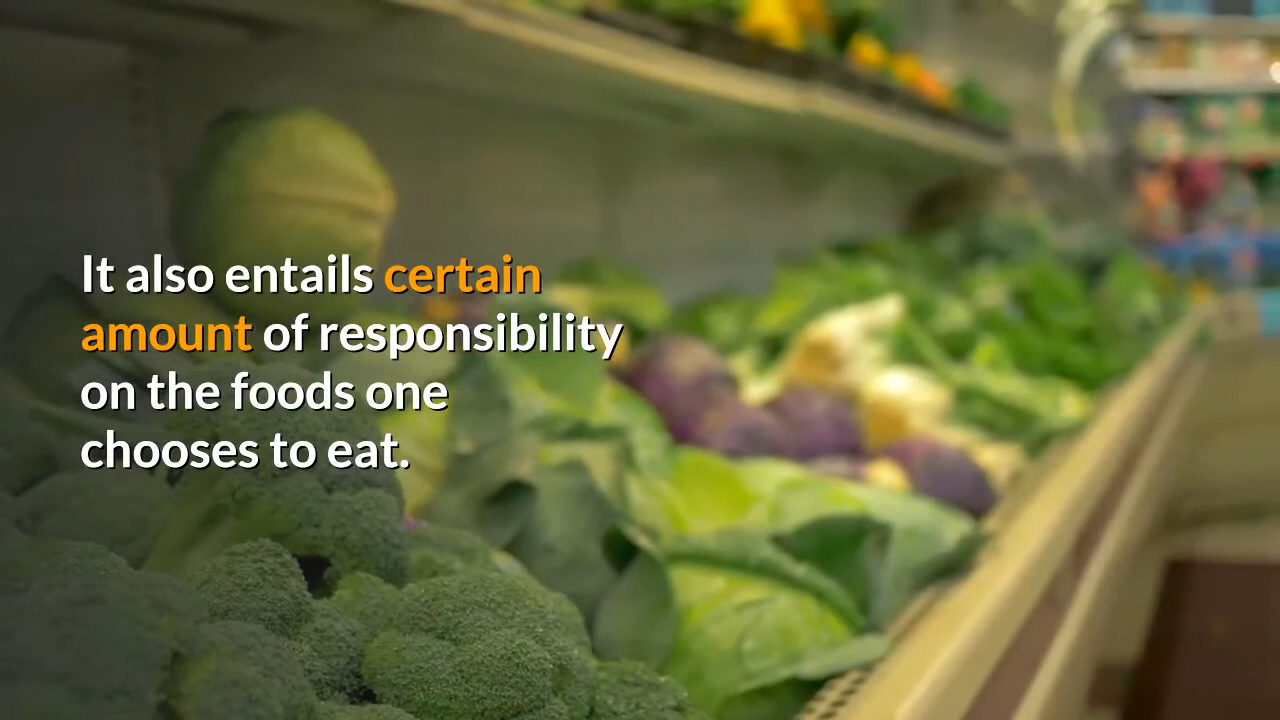 It also entails certain
amount of responsibility
on the foods one
chooses to eat.